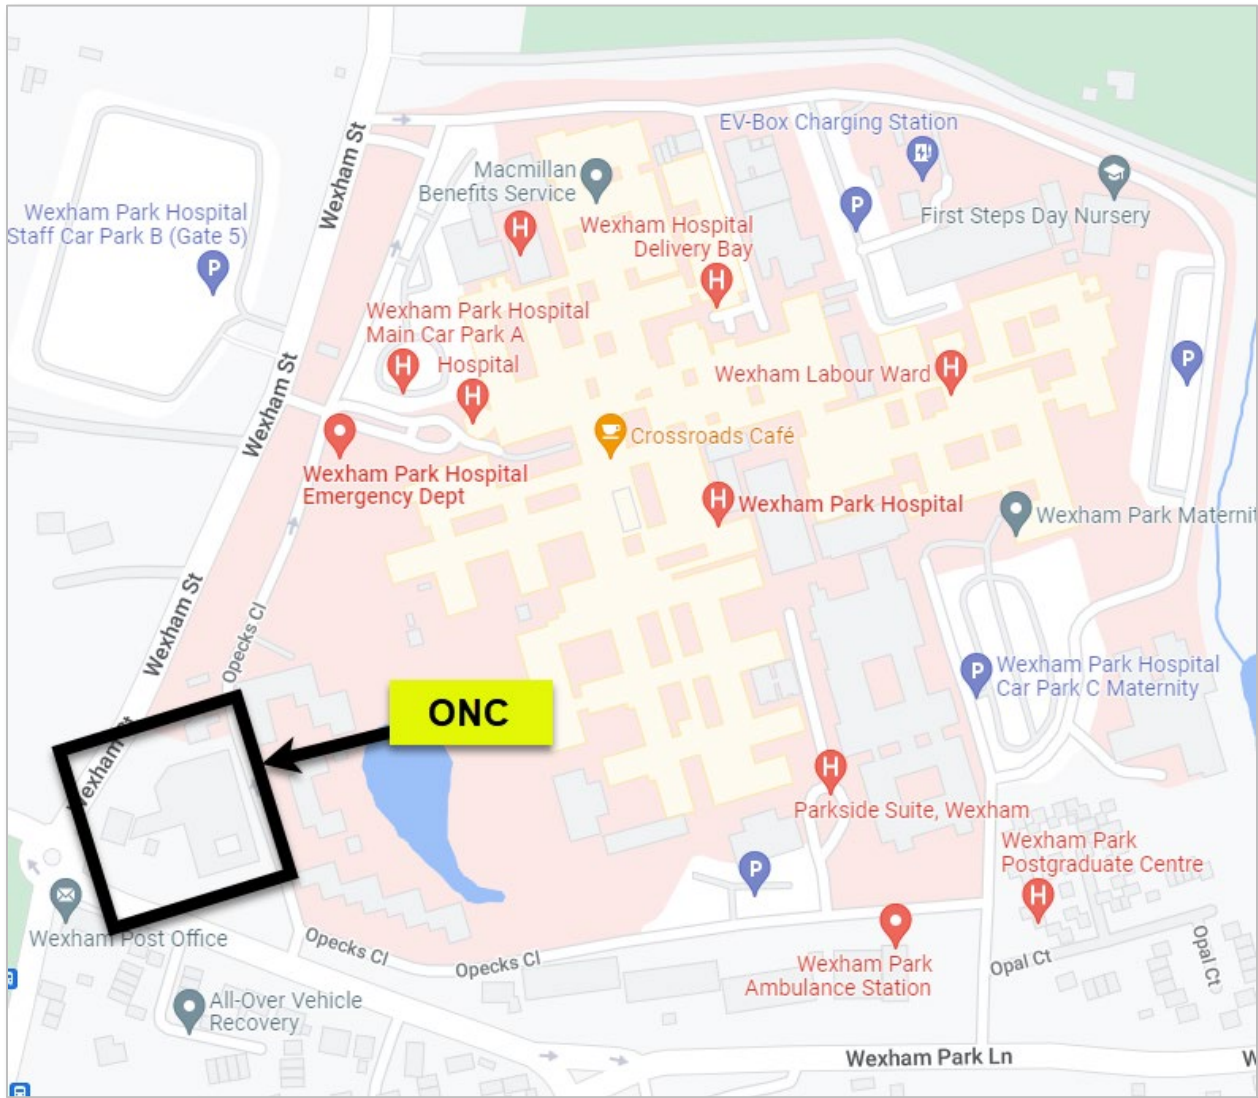 Wexham St
EV-Box Charging Station
Macmillan
Benefits Service
Wexham Park Hospital
Staff Car Park B (Gate 5)
P
H
Wexham Hospital
Delivery Bay
H
P
First Steps Day Nursery
Wexham Park Hospital
Main Car Park A
H
Hospital
H
Wexham St
Wexham Labour Ward
H
P
Crossroads Café
Wexham Park Hospital
Emergency Dept
H
Wexham Park Hospital
Wexham Park Maternit
Wexham St
Opecks Cl
P
Wexham Park Hospital
Car Park C Maternity
ONC
Wexham St
H
Parkside Suite, Wexham
P
Wexham Park
Postgraduate Centre
H
Wexham Post Office
Opecks Cl
Opecks Cl
Wexham Park
Ambulance Station
Opal Ct
Opal Ct
All-Over Vehicle
Recovery
Wexham Park Ln
W